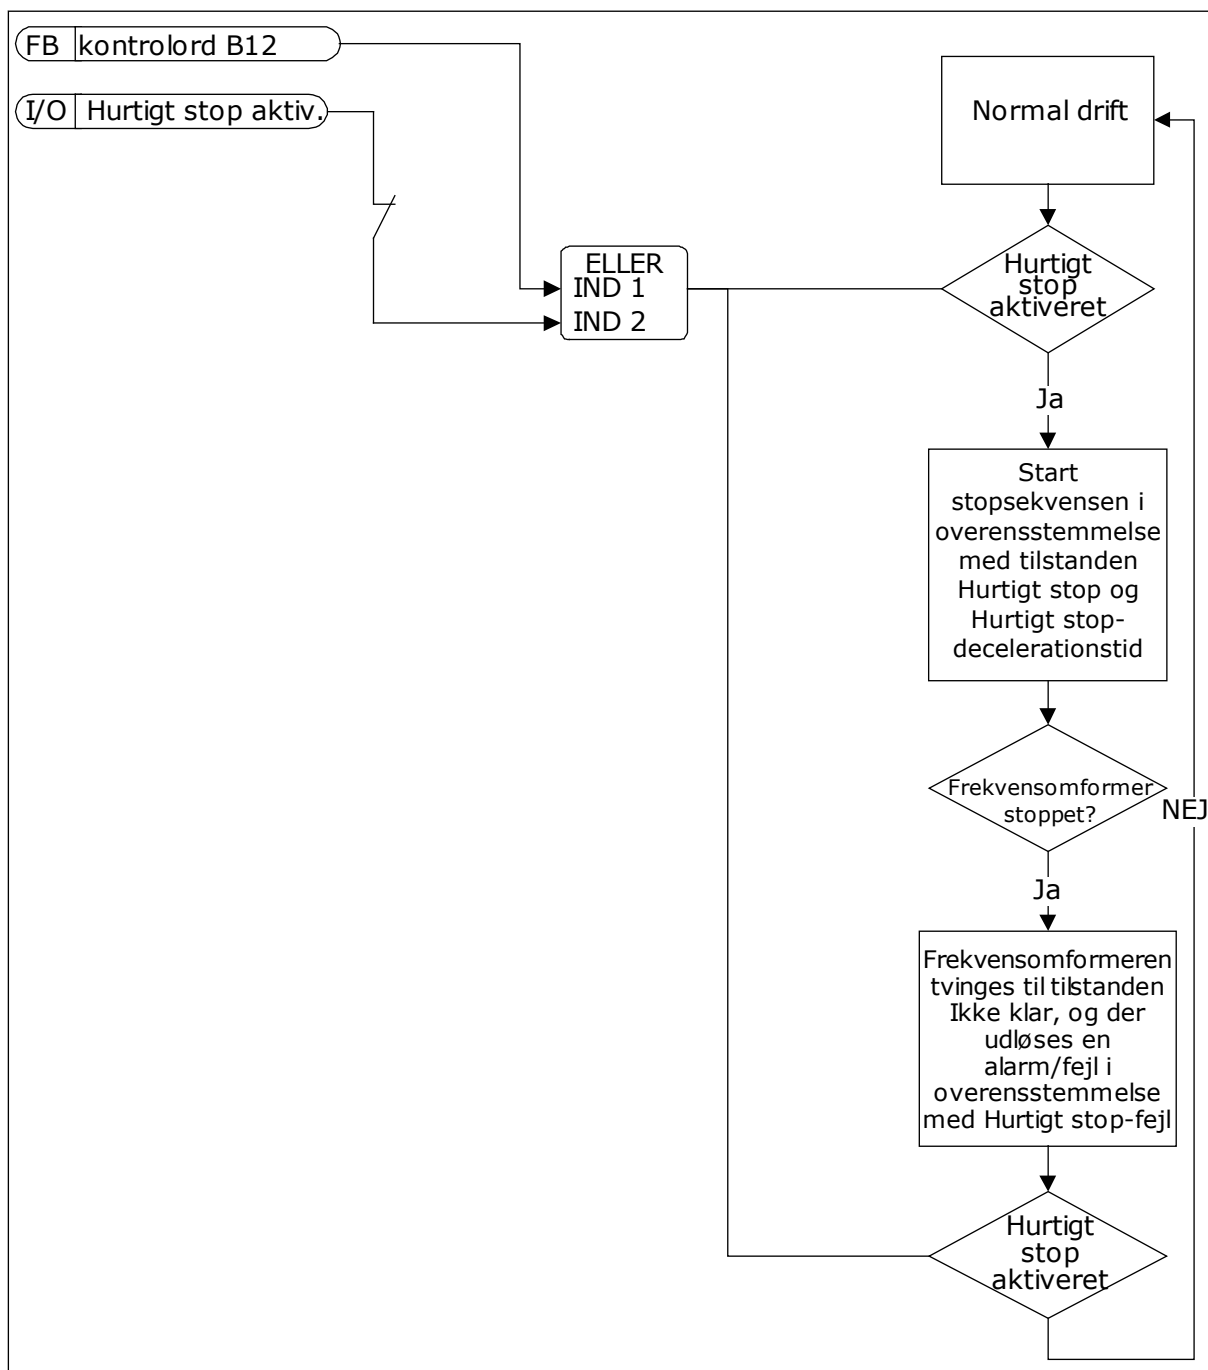 FB kontrolord B12
I/O Hurtigt stop aktiv.
ELLER
IND 1
IND 2
Normal drift
Hurtigt
stop
aktiveret
Ja
Start
stopsekvensen i
overensstemmelse
med tilstanden
Hurtigt stop og
Hurtigt stop-
decelerationstid
Frekvensomformer
stoppet?
NEJ
Ja
Frekvensomformeren
tvinges til tilstanden
Ikke klar, og der
udløses en
alarm/fejl i
overensstemmelse
med Hurtigt stop-fejl
Hurtigt
stop
aktiveret